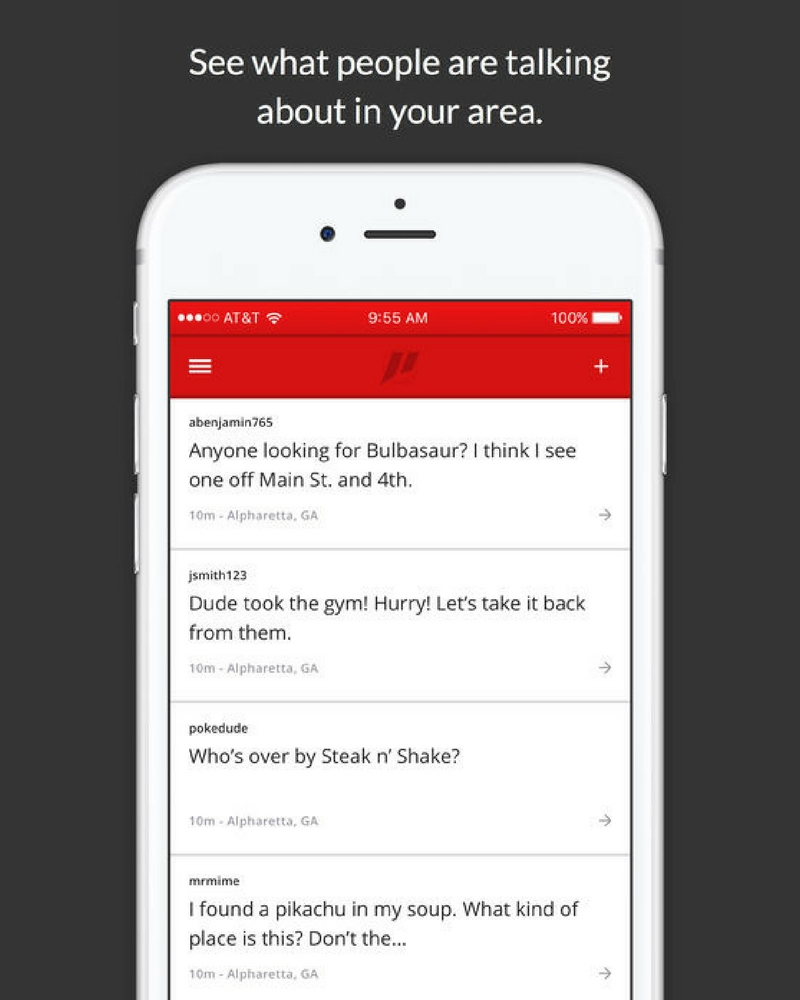 See what people are talking
about in your area.
AT&T
9:55 AM
100%
abenjamin765
Anyone looking for Bulbasaur? I think I see
one off Main St. and 4th.
10m - Alpharetta, GA
jsmith123
Dude took the gym! Hurry! Let's take it back
from them.
10m - Alpharetta, GA
pokedude
Who's over by Steak n' Shake?
10m - Alpharetta, GA
mrmime
I found a pikachu in my soup. What kind of
place is this? Don't the...
10m - Alpharetta, GA